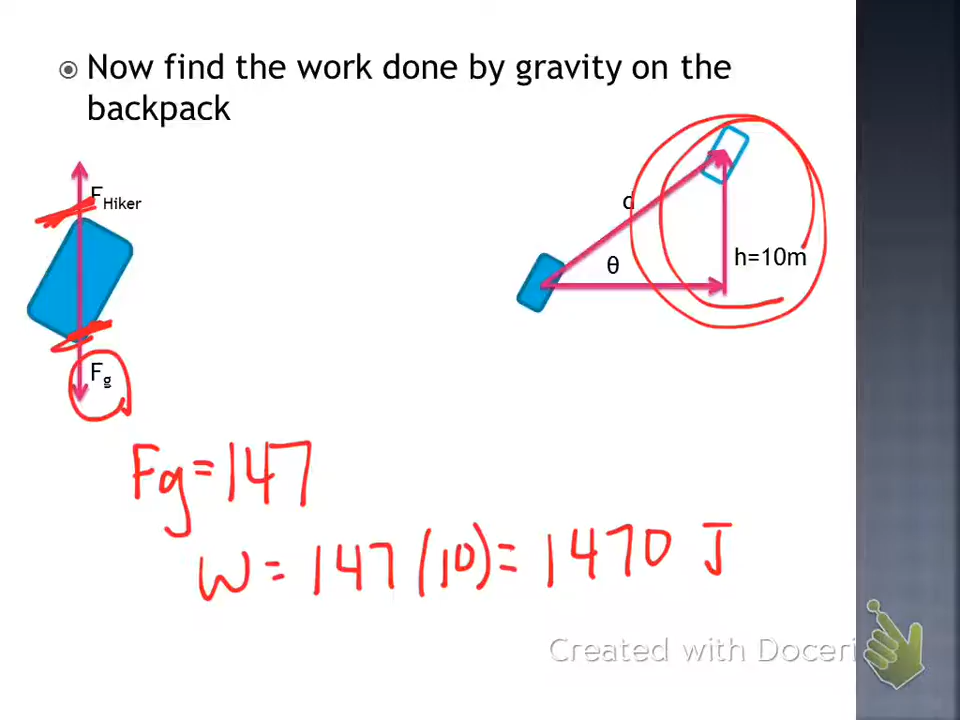 Now find the work done by gravity on the
backpack
F Hiker
d
θ
h=10m
Fg
Fg=147
W = 147(10) = 1470 J
Created with Doceri